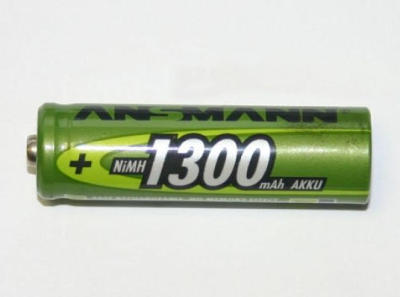 ANSMANN
+ NiMH 1300 mAh AKKU